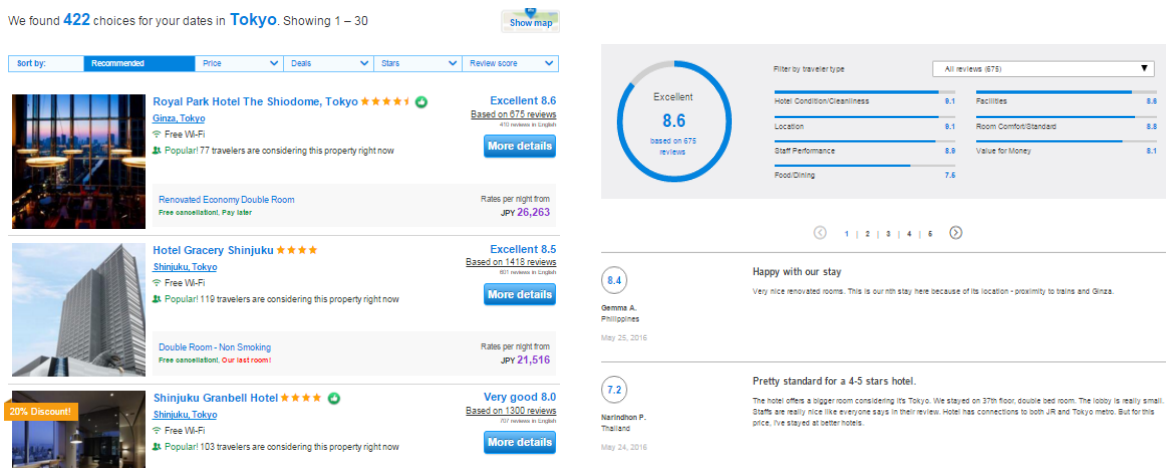 We found 422 choices for your dates in Tokyo. Showing 1 – 30
Show map
Sort by:
Recommended
Price
Deals
Stars
Review score
Royal Park Hotel The Shiodome, Tokyo
Ginza, Tokyo
Free Wi-Fi
Popular! 77 travelers are considering this property right now
Excellent 8.6
Based on 675 reviews
410 reviews in English
More details
Renovated Economy Double Room
Free cancellation!, Pay later
Rates per night from
JPY 26,263
Hotel Gracery Shinjuku
Shinjuku, Tokyo
Free Wi-Fi
Popular! 119 travelers are considering this property right now
Excellent 8.5
Based on 1418 reviews
601 reviews in English
More details
Double Room - Non Smoking
Free cancellation!, Our last room!
Rates per night from
JPY 21,516
20% Discount!
Shinjuku Granbell Hotel
Shinjuku, Tokyo
Free Wi-Fi
Popular! 103 travelers are considering this property right now
Very good 8.0
Based on 1300 reviews
707 reviews in English
More details
Excellent
8.6
based on 675
reviews
Filter by traveler type
All reviews (675)
Hotel Condition/Cleanliness 9.1
Facilities 8.6
Location 9.1
Room Comfort/Standard 8.8
Staff Performance 8.9
Value for Money 8.1
Food/Dining 7.5
1 | 2 | 3 | 4 | 5
8.4
Gemma A.
Philippines
May 25, 2016
Happy with our stay
Very nice renovated rooms. This is our nth stay here because of its location - proximity to trains and Ginza.
7.2
Narindhon P.
Thailand
May 24, 2016
Pretty standard for a 4-5 stars hotel.
The hotel offers a bigger room considering it's Tokyo. We stayed on 37th floor, double bed room. The lobby is really small.
Staffs are really nice like everyone says in their review. Hotel has connections to both JR and Tokyo metro. But for this
price, I've stayed at better hotels.